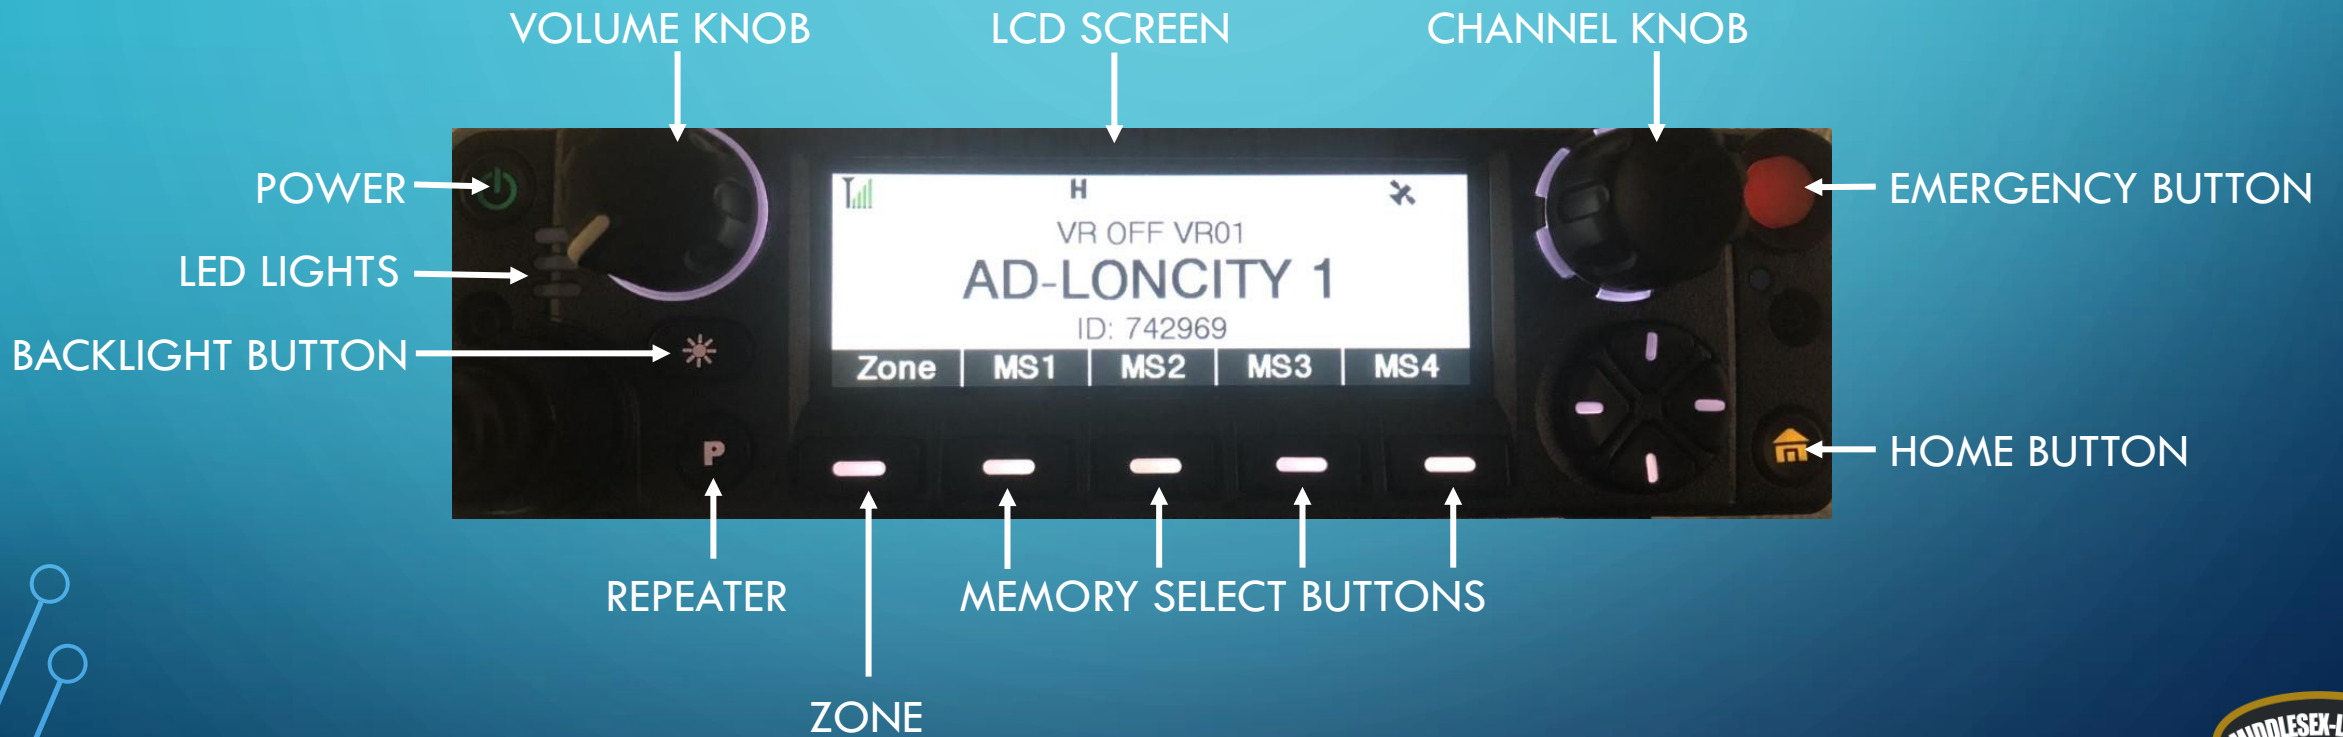 VOLUME KNOB
LCD SCREEN
CHANNEL KNOB
POWER
LED LIGHTS
BACKLIGHT BUTTON
H
VR OFF VR01
AD-LONCITY 1
ID: 742969
Zone MS1 MS2 MS3 MS4
P
EMERGENCY BUTTON
HOME BUTTON
REPEATER
MEMORY SELECT BUTTONS
ZONE